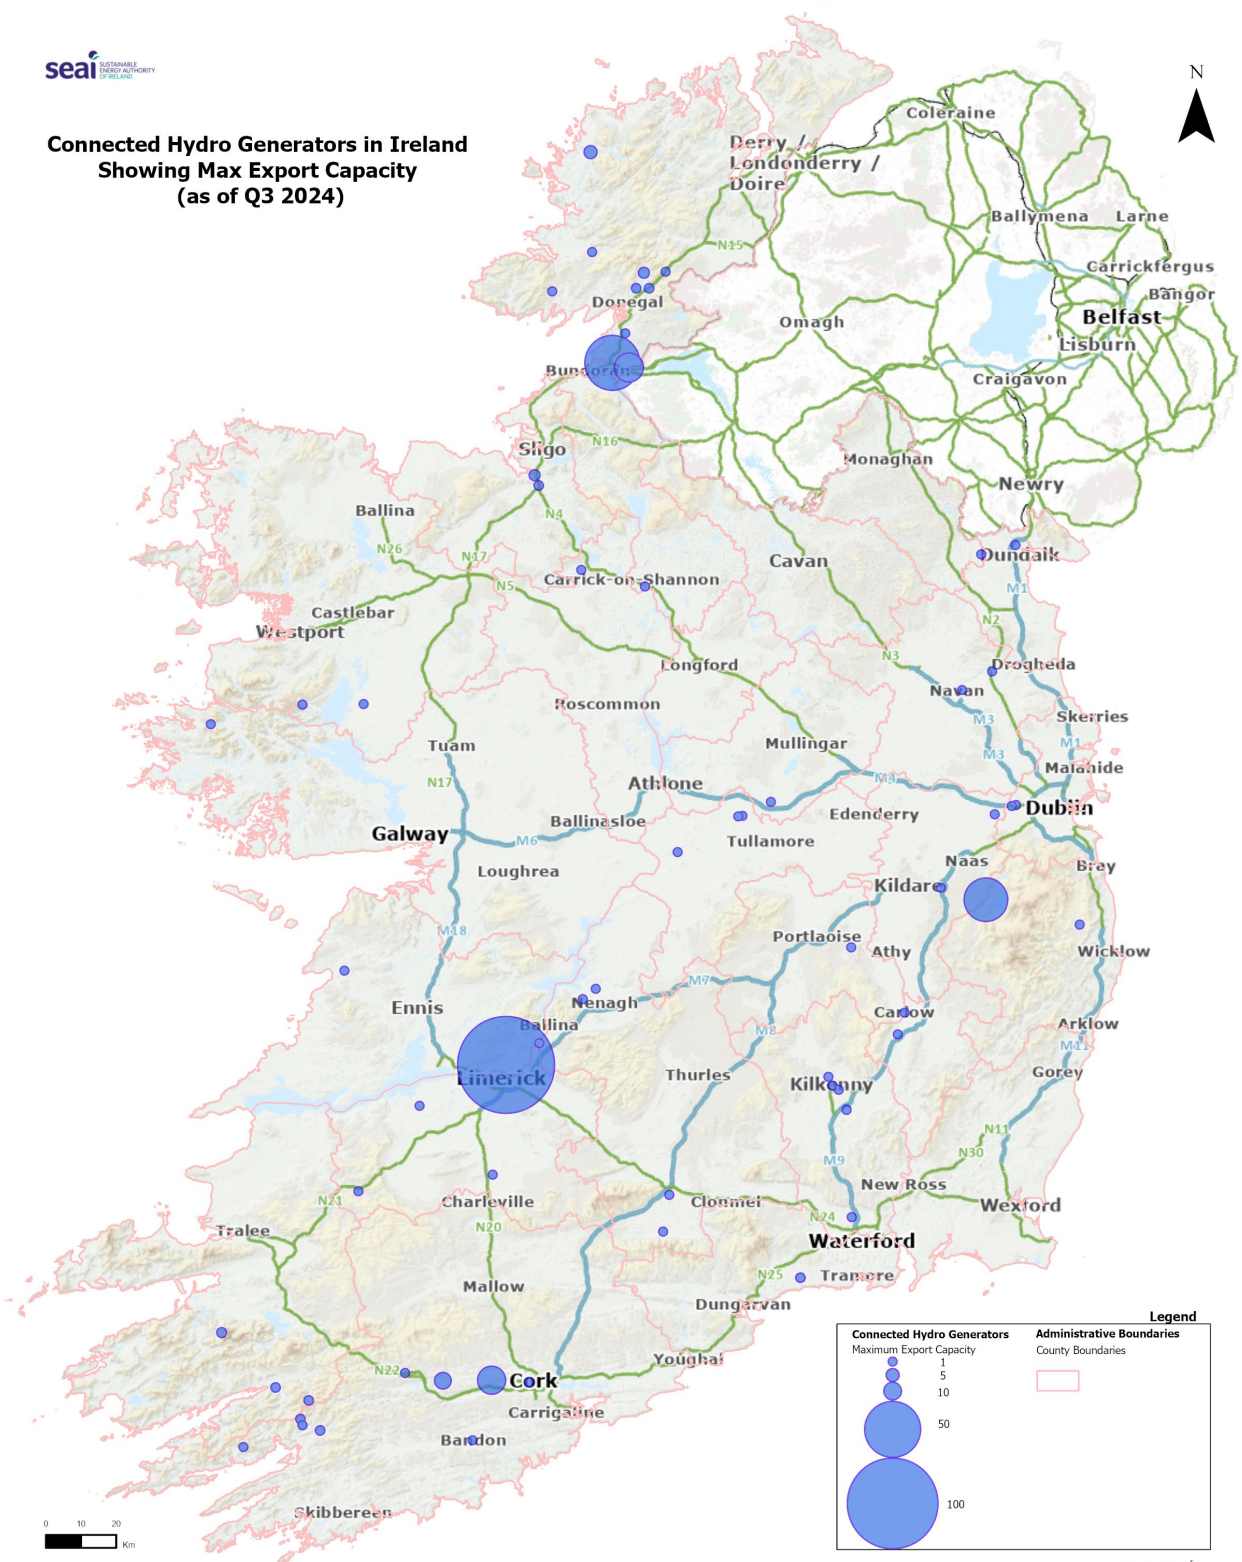 seai
SUSTAINABLE
ENERGY AUTHORITY
OF IRELAND
N
Connected Hydro Generators in Ireland
Showing Max Export Capacity
(as of Q3 2024)
Coleraine
Derry /
Londonderry /
Doire
Ballymena
Larne
N15
Carrickfergus
Bangor
Donegal
Omagh
Belfast
Lisburn
Bundoran
Craigavon
N16
Sligo
Monaghan
Newry
Ballina
N4
N26
N17
Cavan
Dundalk
Carrick-on-Shannon
N5
M1
Castlebar
N2
Westport
N3
Longford
Drogheda
Navan
Roscommon
M3
Skerries
Tuam
Mullingar
M1
M3
Malahide
N17
Athlone
M4
Dublin
Ballinasloe
Edenderry
Galway
M6
Tullamore
Loughrea
Naas
Bray
Kildare
M18
Portlaoise
Athy
Wicklow
M7
Ennis
Nenagh
Carlow
Ballina
M8
Arklow
M11
Limerick
Thurles
Kilkenny
Gorey
N11
N30
M9
New Ross
N21
Charleville
Clonmel
Wexford
N24
Tralee
N20
Waterford
Mallow
N25
Tramore
Dungarvan
Youghal
N22
Cork
Carrigaline
Bandon
Skibbereen
Legend
Connected Hydro Generators
Maximum Export Capacity
1
5
10
50
100
Administrative Boundaries
County Boundaries
0 10 20
Km